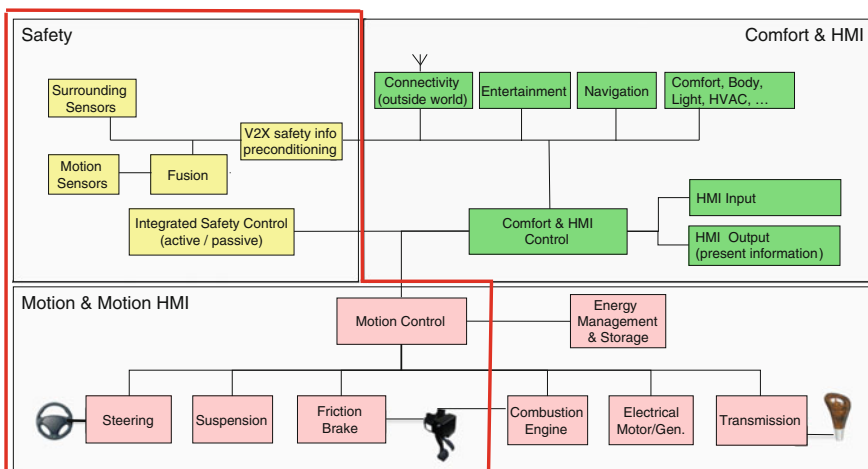 Safety
Comfort & HMI
Surrounding
Sensors
Connectivity
(outside world)
Entertainment
Navigation
Comfort, Body,
Light, HVAC, ...
V2X safety info
preconditioning
Motion
Sensors
Fusion
Integrated Safety Control
(active / passive)
Comfort & HMI
Control
HMI Input
HMI Output
(present information)
Motion & Motion HMI
Motion Control
Energy
Management
& Storage
Steering
Suspension
Friction
Brake
Combustion
Engine
Electrical
Motor/Gen.
Transmission